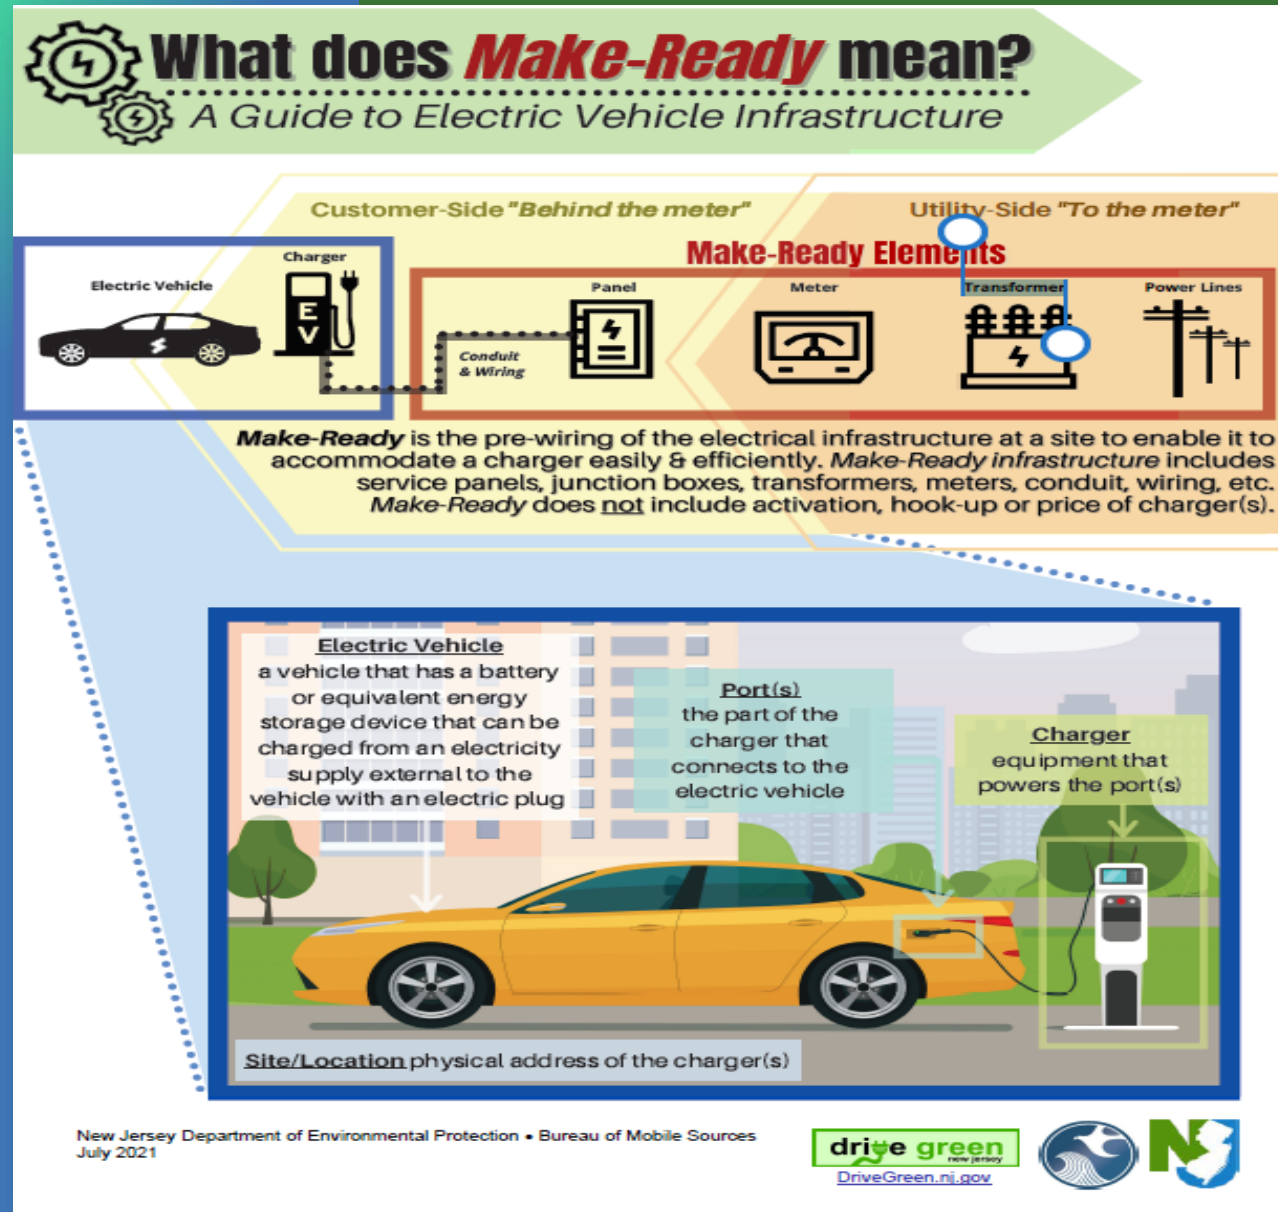 What does Make-Ready mean?
A Guide to Electric Vehicle Infrastructure
Customer-Side "Behind the meter"
Utility-Side "To the meter"
Make-Ready Elements
Charger
Electric Vehicle
Panel
Meter
Transformer
Power Lines
E
V
Conduit
& Wiring
Make-Ready is the pre-wiring of the electrical infrastructure at a site to enable it to
accommodate a charger easily & efficiently. Make-Ready infrastructure includes
service panels, junction boxes, transformers, meters, conduit, wiring, etc.
Make-Ready does not include activation, hook-up or price of charger(s).
Electric Vehicle
a vehicle that has a battery
or equivalent energy
storage device that can be
charged from an electricity
supply external to the
vehicle with an electric plug
Port(s)
the part of the
charger that
connects to the
electric vehicle
Charger
equipment that
powers the port(s)
Site/Location physical address of the charger(s)
New Jersey Department of Environmental Protection • Bureau of Mobile Sources
July 2021
drive green
new jersey
DriveGreen.nj.gov
NJ